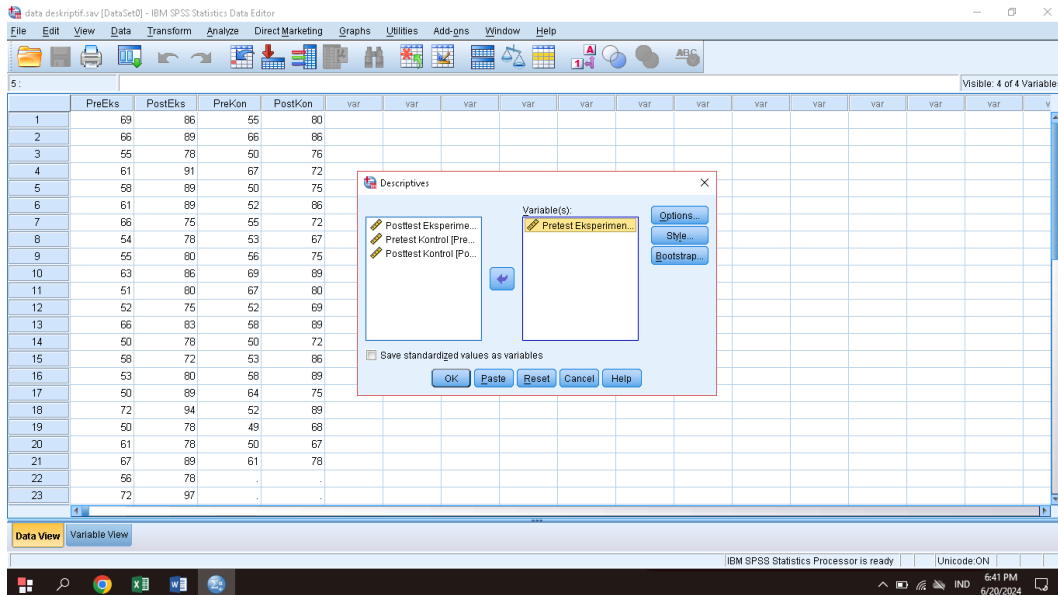 data deskriptif.sav [DataSet0] - IBM SPSS Statistics Data Editor
File Edit View Data Transform Analyze Direct Marketing Graphs Utilities Add-ons Window Help
5 : Visible: 4 of 4 Variable
PreEks PostEks PreKon PostKon var var var var var var var var var var var var v
1 69 86 55 80
2 66 89 66 86
3 55 78 50 76
4 61 91 67 72
5 58 89 50 75
6 61 89 52 86
7 66 75 55 72
8 54 78 53 67
9 55 80 56 75
10 63 86 69 89
11 51 80 67 80
12 52 75 52 69
13 66 83 58 89
14 50 78 50 72
15 58 72 53 86
16 53 80 58 89
17 50 89 64 75
18 72 94 52 89
19 50 78 49 68
20 61 78 50 67
21 67 89 61 78
22 56 78 . .
23 72 97 . .
Descriptives
Variable(s):
Posttest Eksperime...
Pretest Kontrol [Pre...
Posttest Kontrol [Po...
Pretest Eksperimen...
Options...
Style...
Bootstrap...
Save standardized values as variables
OK Paste Reset Cancel Help
Data View Variable View
IBM SPSS Statistics Processor is ready Unicode:ON
IND 6:41 PM
6/20/2024